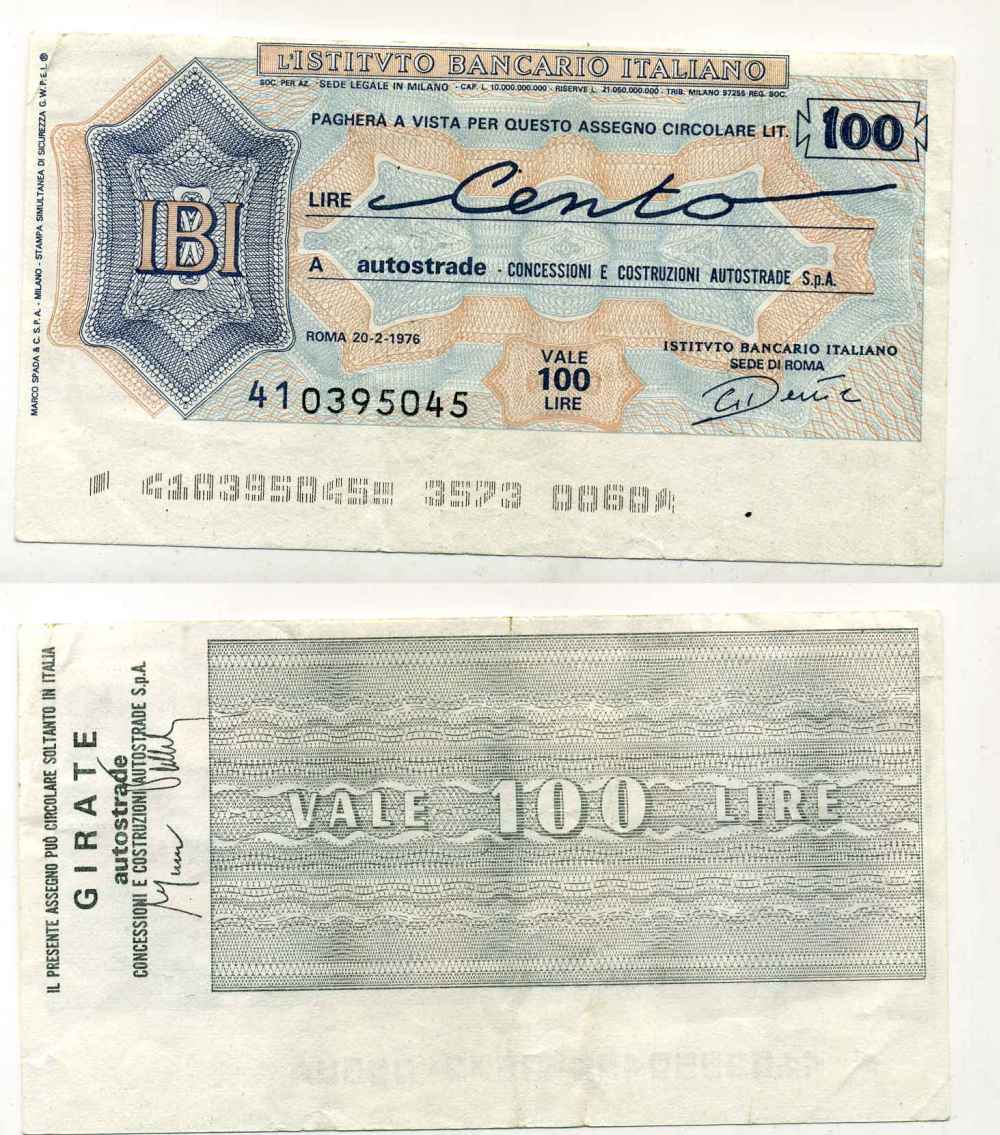 L'ISTITVTO BANCARIO ITALIANO
SOC. PER AZ. - SEDE LEGALE IN MILANO - CAP. L. 10.000.000.000 - RISERVE L. 21.050.000.000 - TRIB. MILANO 97255 REG. SOC.
PAGHERÀ A VISTA PER QUESTO ASSEGNO CIRCOLARE LIT. 100
LIRE Cento
A autostrade - CONCESSIONI E COSTRUZIONI AUTOSTRADE S.p.A.
IBI
ROMA 20-2-1976
VALE
100
LIRE
ISTITVTO BANCARIO ITALIANO
SEDE DI ROMA
41 0395045
MARCO SPADA & C. S.P.A. - MILANO - STAMPA SIMULTANEA DI SICUREZZA G.W.P.E.I. ®
410395045 3573 0060
IL PRESENTE ASSEGNO PUÒ CIRCOLARE SOLTANTO IN ITALIA
GIRATE
autostrade
CONCESSIONI E COSTRUZIONI AUTOSTRADE S.p.A.
VALE 100 LIRE